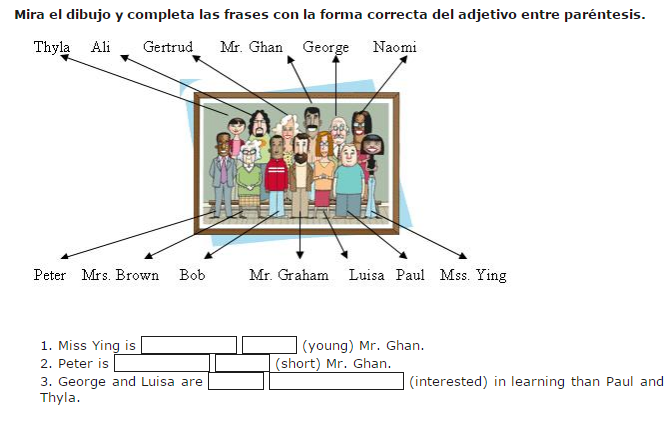 Mira el dibujo y completa las frases con la forma correcta del adjetivo entre paréntesis.
Thyla Ali Gertrud Mr. Ghan George Naomi
Peter Mrs. Brown Bob Mr. Graham Luisa Paul Mss. Ying
1. Miss Ying is (young) Mr. Ghan.
2. Peter is (short) Mr. Ghan.
3. George and Luisa are (interested) in learning than Paul and
Thyla.